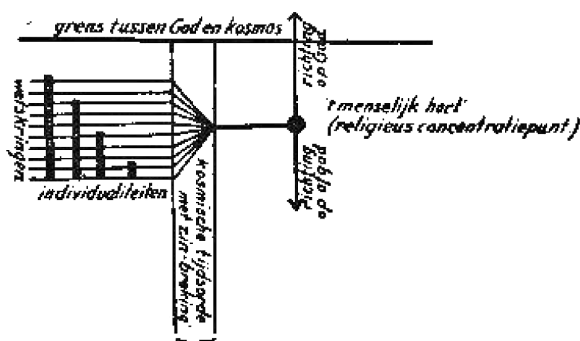 grens tussen God en kosmos
richting
op God
wetskringen
't menselijk hart
(religieus concentratiepunt)
richting
op afgod
individualiteiten
kosmische tijdsorde
met zin-breking